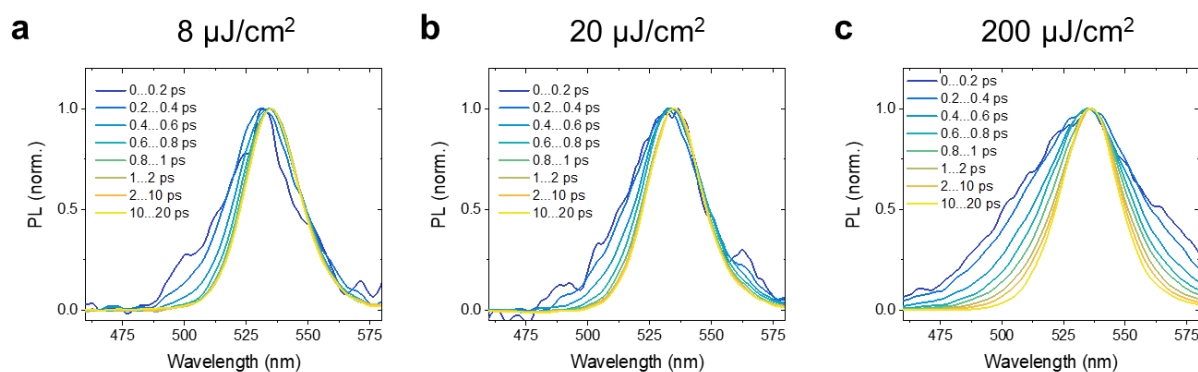 a 8 µJ/cm²
PL (norm.)
1.0
0.5
0.0
0...0.2 ps
0.2...0.4 ps
0.4...0.6 ps
0.6...0.8 ps
0.8...1 ps
1...2 ps
2...10 ps
10...20 ps
475 500 525 550 575
Wavelength (nm)
b 20 µJ/cm²
PL (norm.)
1.0
0.5
0.0
0...0.2 ps
0.2...0.4 ps
0.4...0.6 ps
0.6...0.8 ps
0.8...1 ps
1...2 ps
2...10 ps
10...20 ps
475 500 525 550 575
Wavelength (nm)
c 200 µJ/cm²
PL (norm.)
1.0
0.5
0.0
0...0.2 ps
0.2...0.4 ps
0.4...0.6 ps
0.6...0.8 ps
0.8...1 ps
1...2 ps
2...10 ps
10...20 ps
475 500 525 550 575
Wavelength (nm)